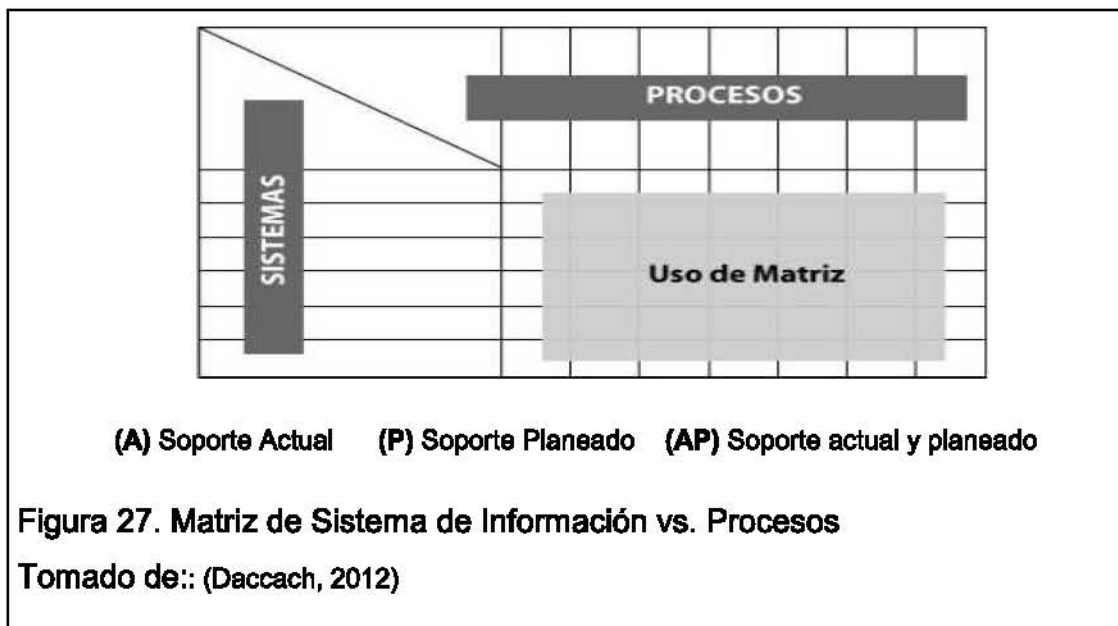 PROCESOS
SISTEMAS
Uso de Matriz
(A) Soporte Actual (P) Soporte Planeado (AP) Soporte actual y planeado
Figura 27. Matriz de Sistema de Información vs. Procesos
Tomado de:: (Daccach, 2012)